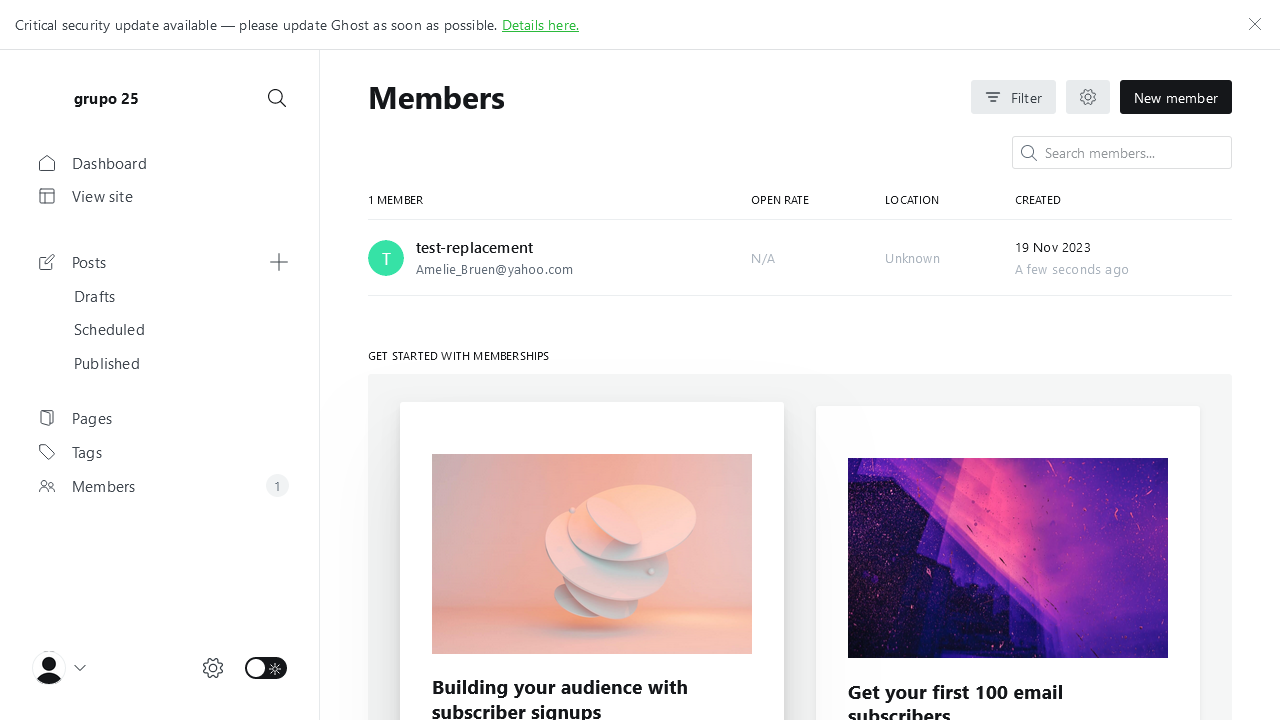 Critical security update available — please update Ghost as soon as possible. Details here.
grupo 25
Dashboard
View site
Posts
Drafts
Scheduled
Published
Pages
Tags
Members
1
Members
Filter
New member
Search members...
1 MEMBER
OPEN RATE
LOCATION
CREATED
T
test-replacement
Amelie_Bruen@yahoo.com
N/A
Unknown
19 Nov 2023
A few seconds ago
GET STARTED WITH MEMBERSHIPS
Building your audience with
subscriber signups
Get your first 100 email
subscribers